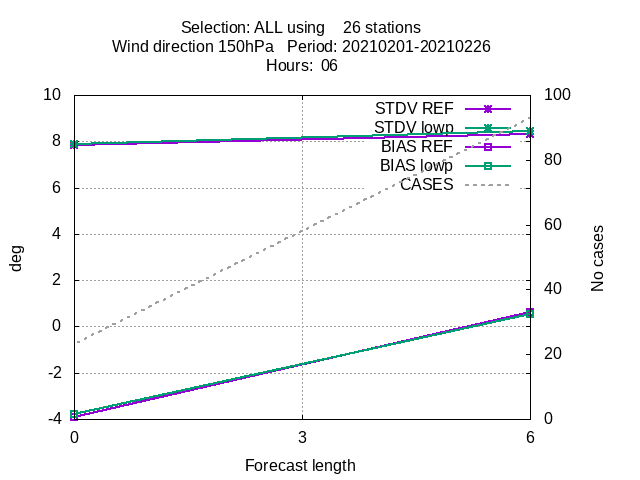 Selection: ALL using    26 stations
Wind direction 150hPa   Period: 20210201-20210226
Hours:  06
10
8
6
4
2
0
-2
-4
100
80
60
40
20
0
STDV REF
STDV lowp
BIAS REF
BIAS lowp
CASES
deg
No cases
0
3
6
Forecast length